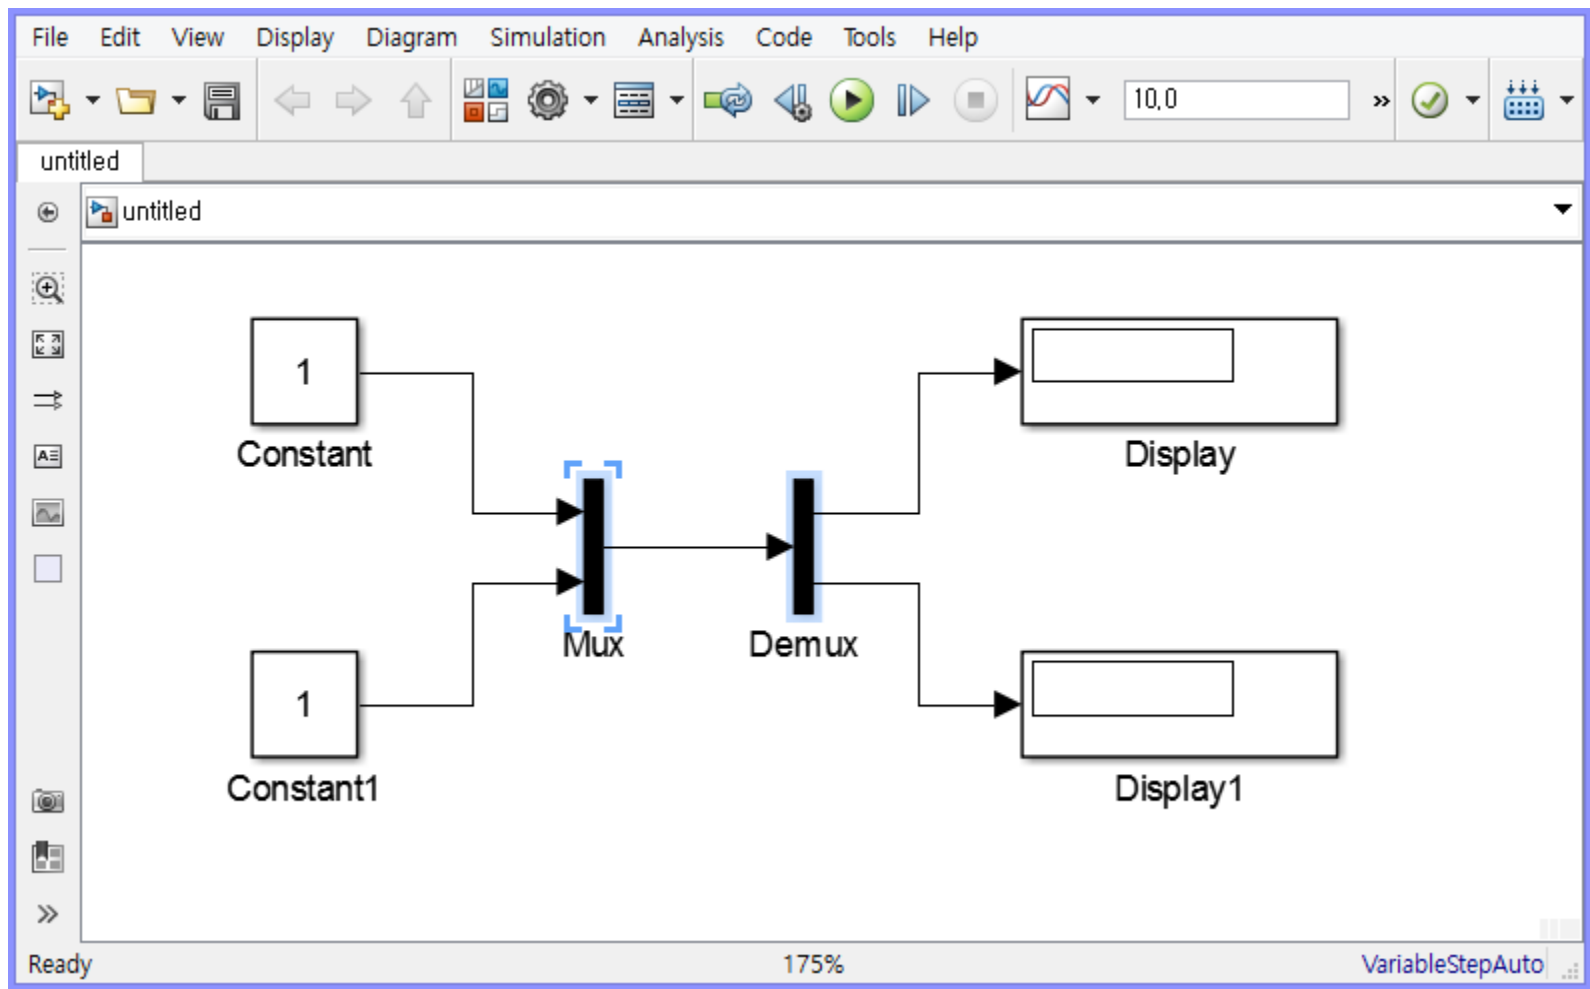 File Edit View Display Diagram Simulation Analysis Code Tools Help
10,0
untitled
untitled
1
Constant
Display
Mux
Demux
1
Constant1
Display1
Ready
175%
VariableStepAuto